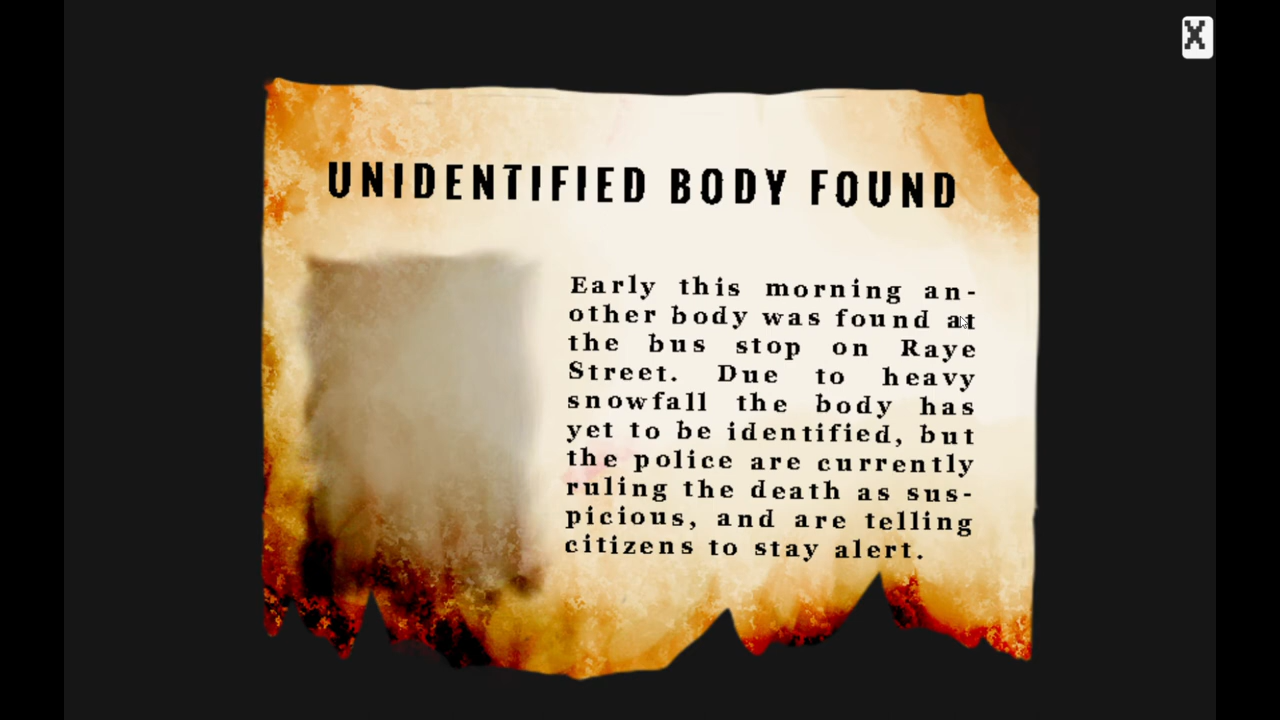 X
UNIDENTIFIED BODY FOUND
Early this morning an-
other body was found at
the bus stop on Raye
Street. Due to heavy
snowfall the body has
yet to be identified, but
the police are currently
ruling the death as sus-
picious, and are telling
citizens to stay alert.